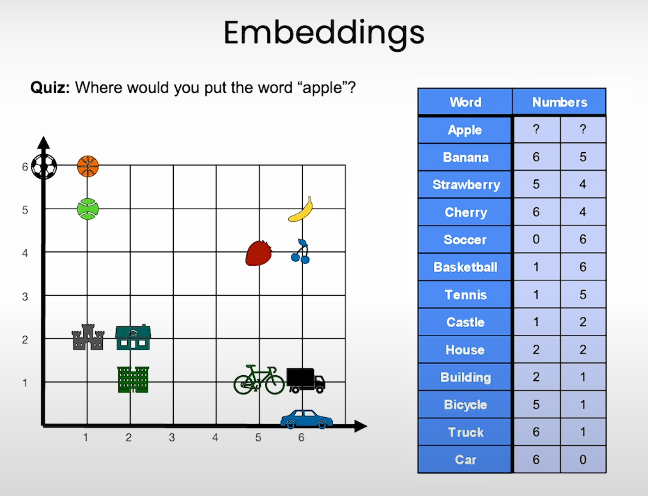 Embeddings
Quiz: Where would you put the word “apple”?
6
5
4
3
2
1
1 2 3 4 5 6
Word Numbers
Apple ? ?
Banana 6 5
Strawberry 5 4
Cherry 6 4
Soccer 0 6
Basketball 1 6
Tennis 1 5
Castle 1 2
House 2 2
Building 2 1
Bicycle 5 1
Truck 6 1
Car 6 0